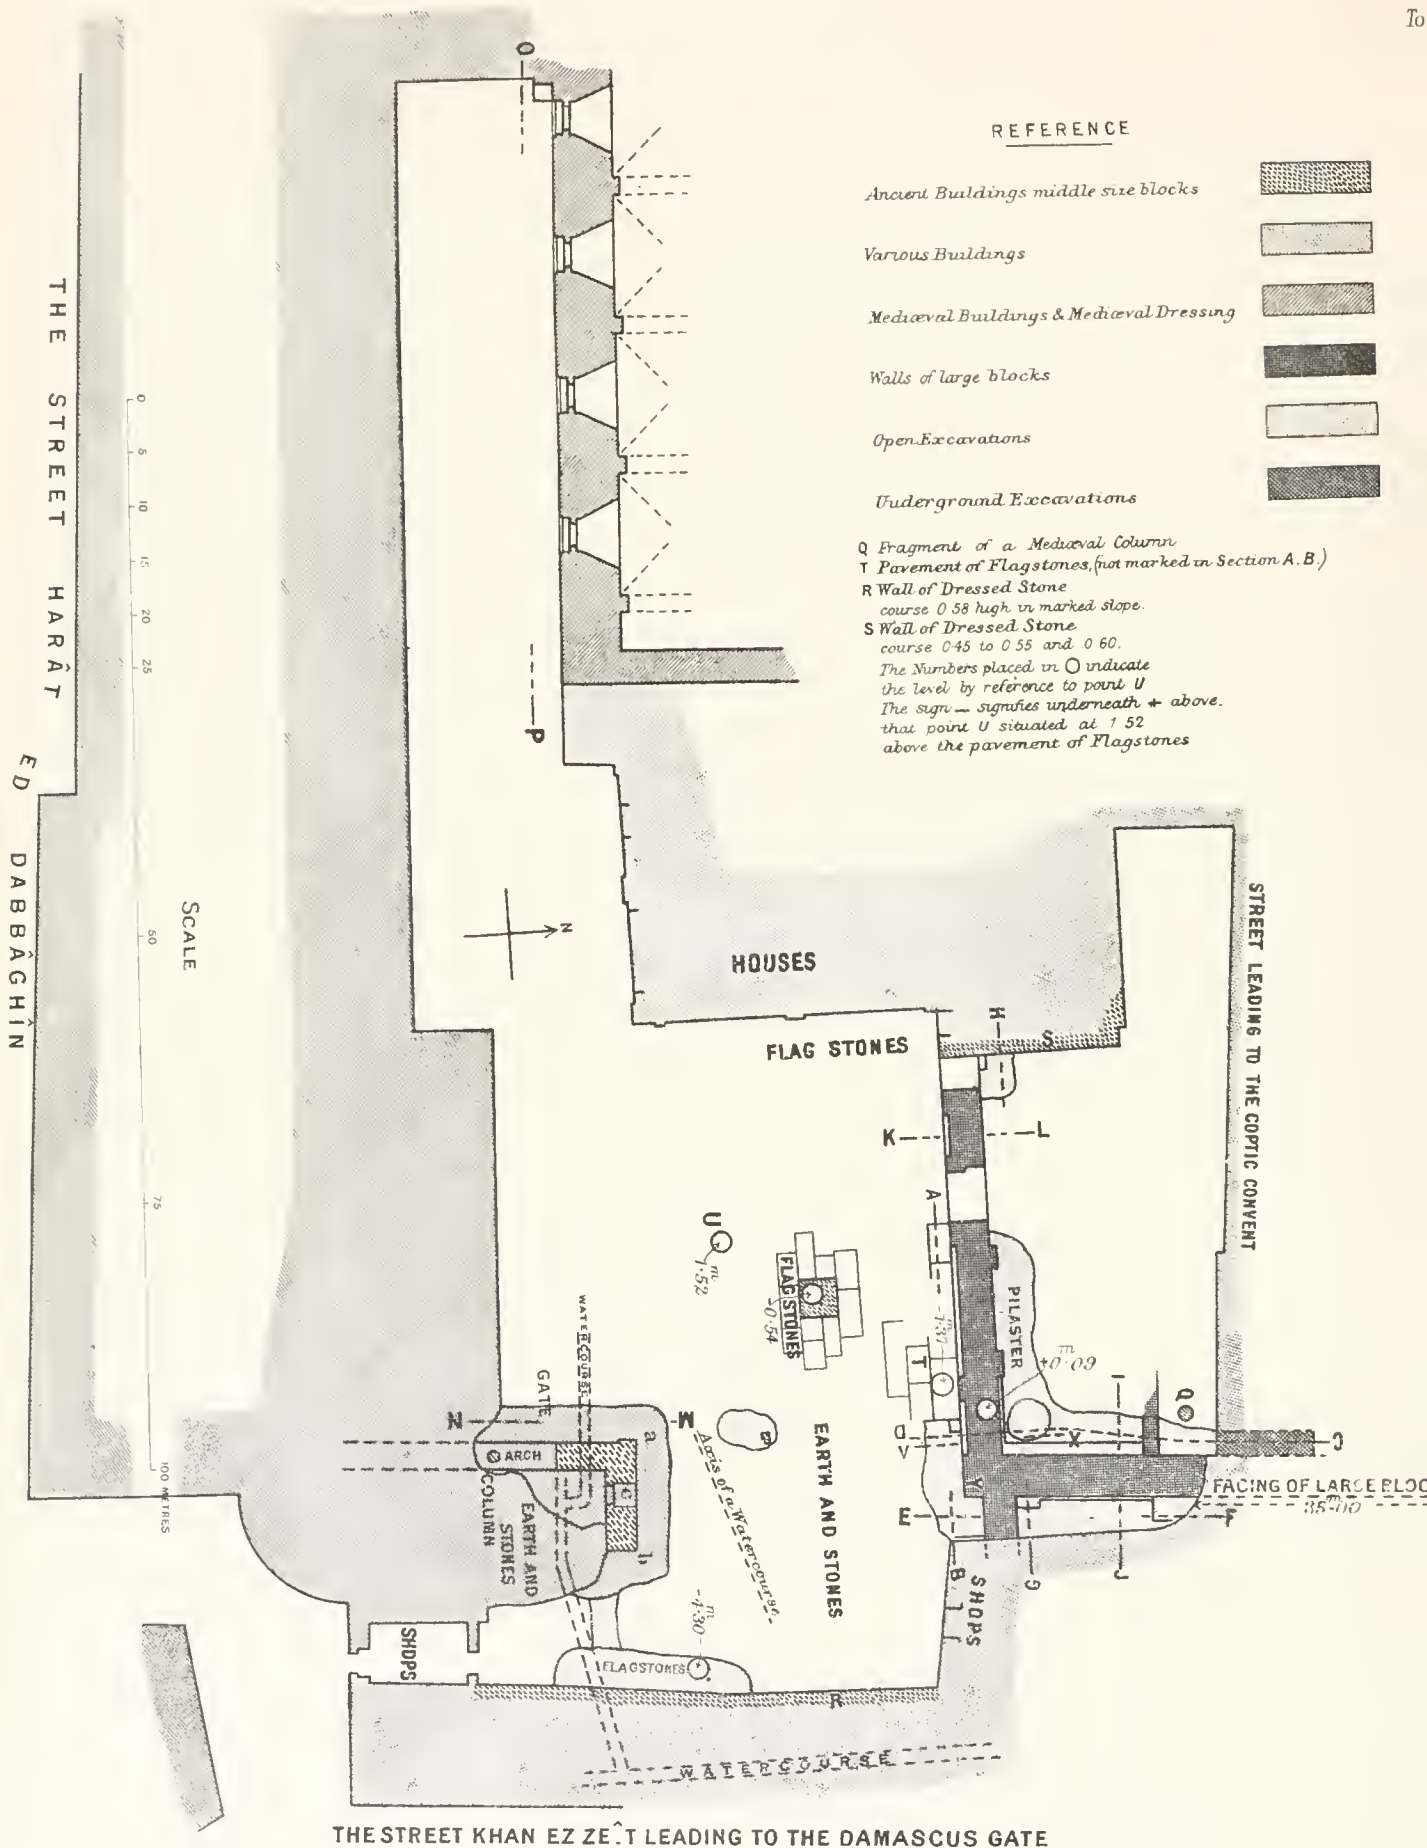 To
REFERENCE
Ancient Buildings middle size blocks
Various Buildings
Mediæval Buildings & Mediæval Dressing
Walls of large blocks
Open Excavations
Underground Excavations
Q Fragment of a Mediæval Column
T Pavement of Flagstones, (not marked in Section A.B.)
R Wall of Dressed Stone
course 0 58 high in marked slope.
S Wall of Dressed Stone
course 0·45 to 0 55 and 0 60.
The Numbers placed in O indicate
the level by reference to point U
The sign — signifies underneath + above.
that point U situated at 1 52
above the pavement of Flagstones
O
P
THE STREET HARÂT
ED DABBÂGHÎN
SCALE
0
5
10
15
20
25
50
75
100 METRES
N
HOUSES
FLAG STONES
STREET LEADING TO THE COPTIC CONVENT
H
S
K
L
A
U
m
1·52
FLAG STONES
-0·54
m
-1·37
T
PILASTER
m
+0·09
I
Q
X
C
D
V
Y
FACING OF LARGE BLOC
m
35·00
E
F
B
G
J
SHOPS
WATERCOURSE
GATE
N
M
a
ARCH
COLUMN
c
b
EARTH AND
STONES
Axis of a Watercourse
EARTH AND STONES
m
-4·30
SHOPS
FLAGSTONES
R
WATERCOURSE
THE STREET KHAN EZ ZEÎT LEADING TO THE DAMASCUS GATE